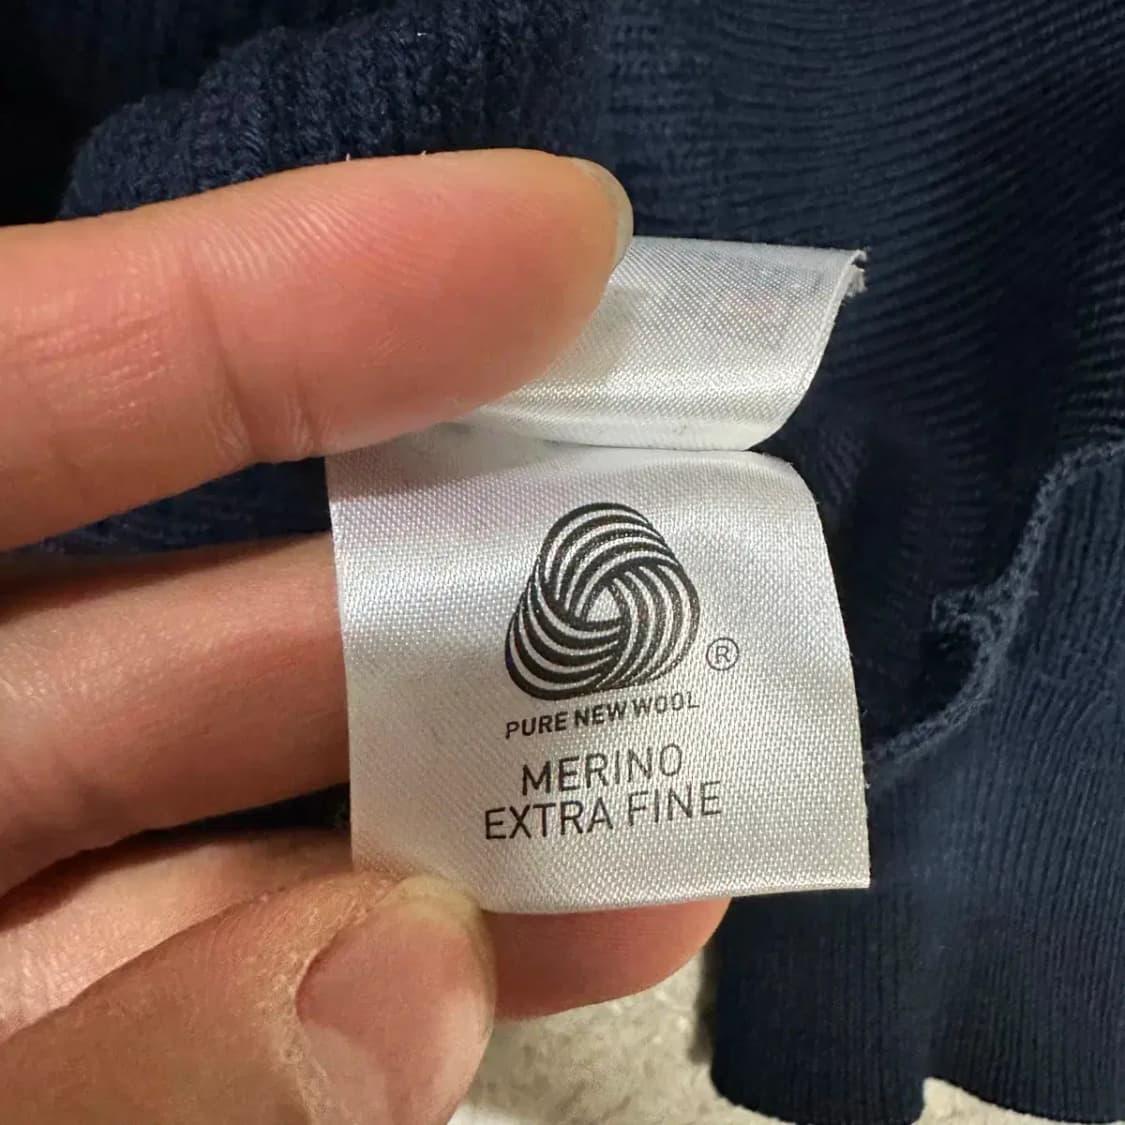 ®
PURE NEW WOOL
MERINO
EXTRA FINE